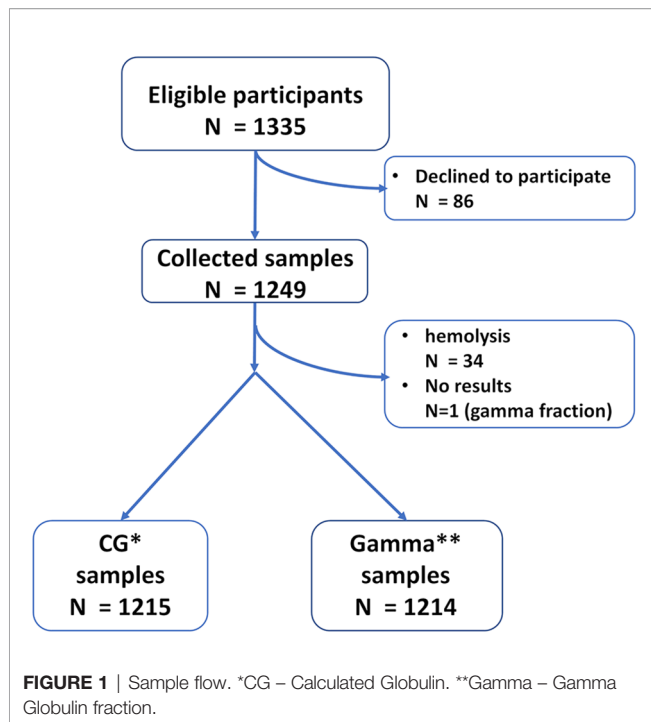 Eligible participants
N = 1335
• Declined to participate
N = 86
Collected samples
N = 1249
• hemolysis
N = 34
• No results
N=1 (gamma fraction)
CG*
samples
N = 1215
Gamma**
samples
N = 1214
FIGURE 1 | Sample flow. *CG – Calculated Globulin. **Gamma – Gamma
Globulin fraction.